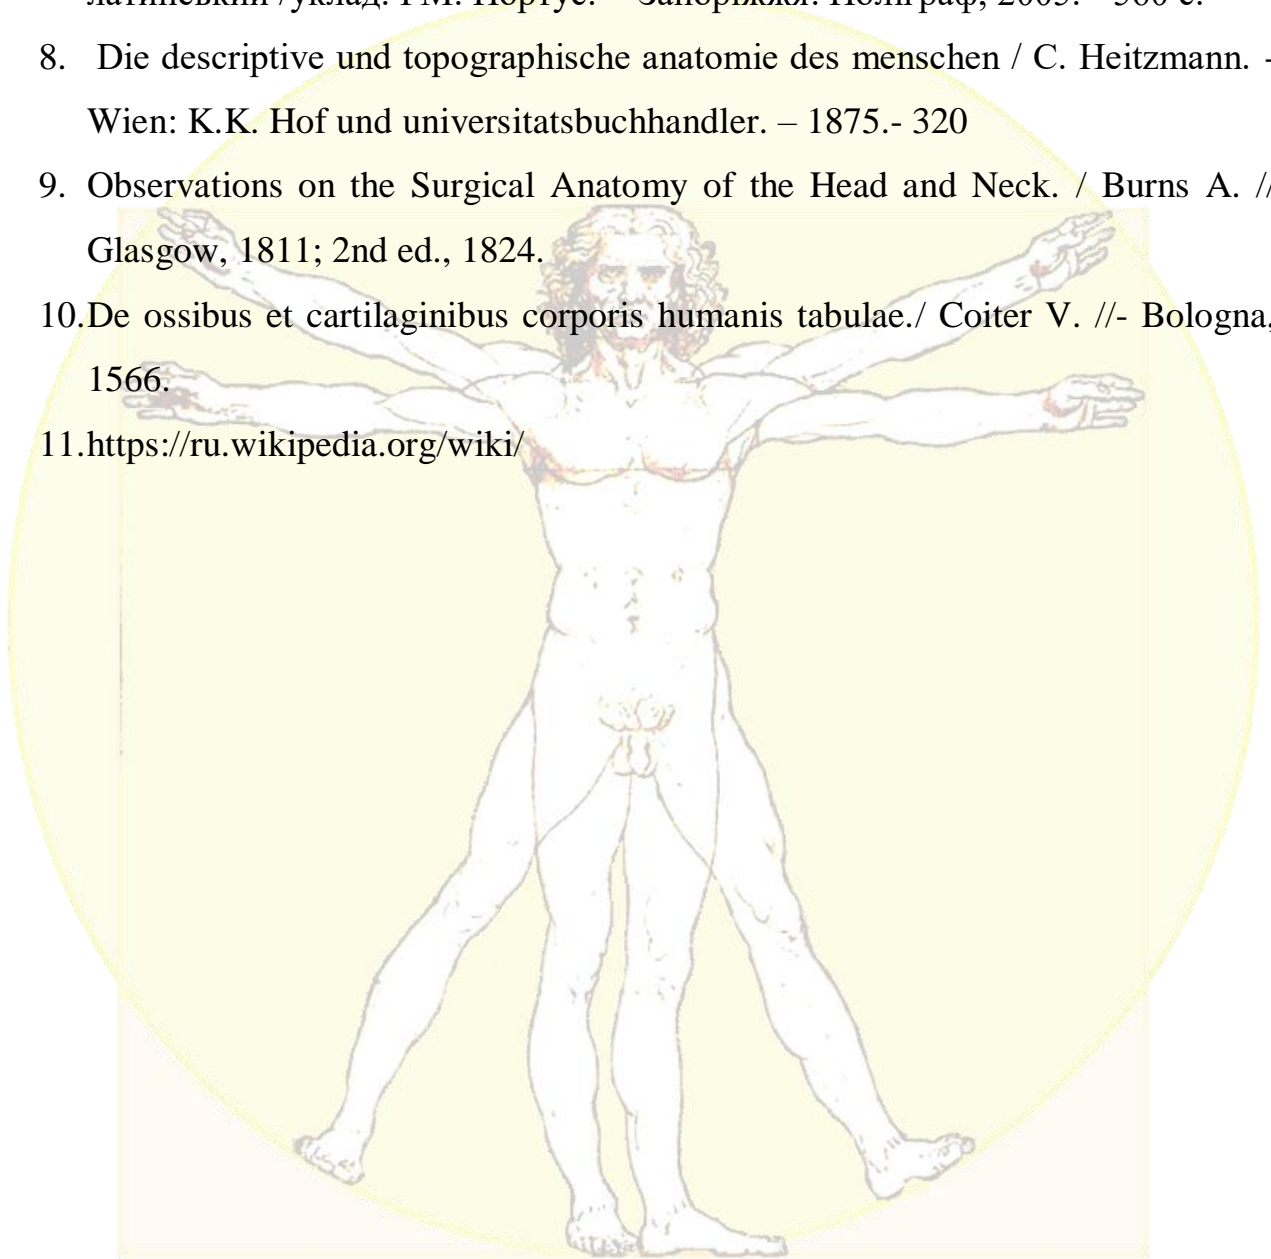 8. Die descriptive und topographische anatomie des menschen / C. Heitzmann. -
Wien: K.K. Hof und universitatsbuchhandler. – 1875.- 320
9. Observations on the Surgical Anatomy of the Head and Neck. / Burns A. //
Glasgow, 1811; 2nd ed., 1824.
10.De ossibus et cartilaginibus corporis humanis tabulae./ Coiter V. //- Bologna,
1566.
11.https://ru.wikipedia.org/wiki/